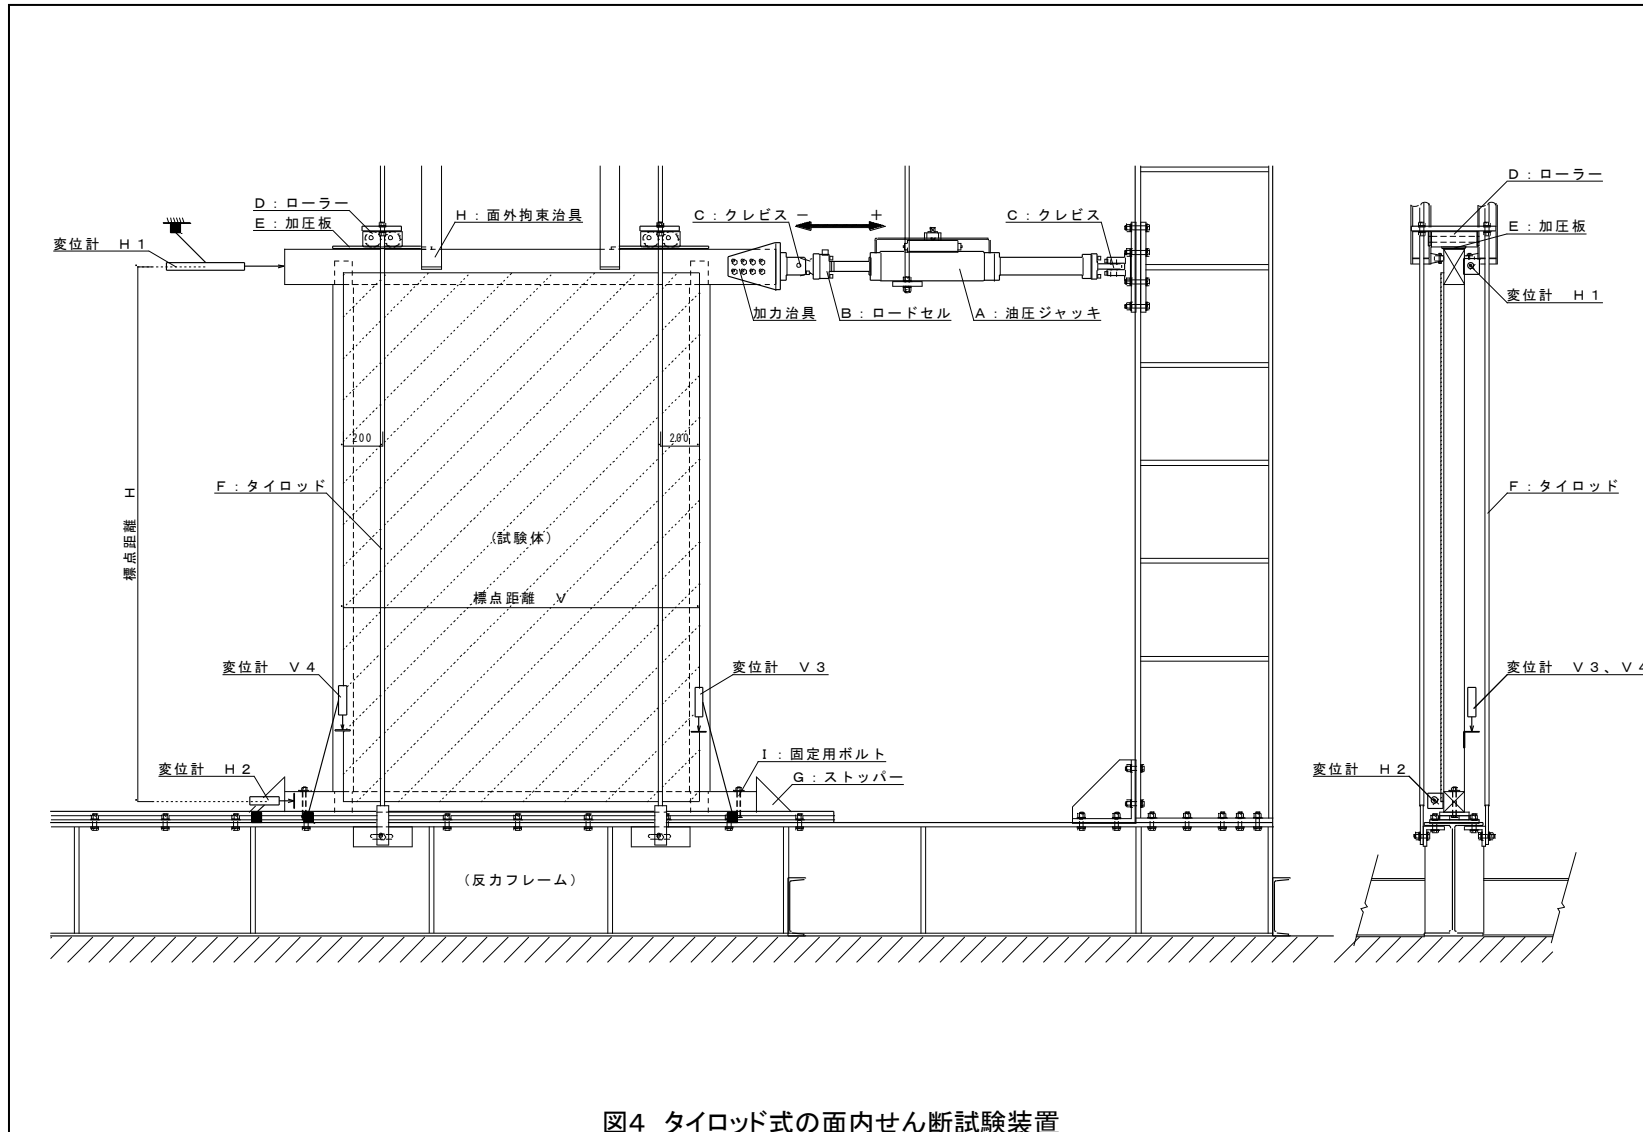 D：ローラー
E：加圧板
H：面外拘束治具
C：クレビス
－
＋
C：クレビス
変位計　H１
加力治具
B：ロードセル
A：油圧ジャッキ
200
200
F：タイロッド
標点距離　H
（試験体）
標点距離　V
変位計　V４
変位計　V３
変位計　H２
I：固定用ボルト
G：ストッパー
（反力フレーム）
D：ローラー
E：加圧板
変位計　H１
F：タイロッド
変位計　V３、V４
変位計　H２
図4　タイロッド式の面内せん断試験装置